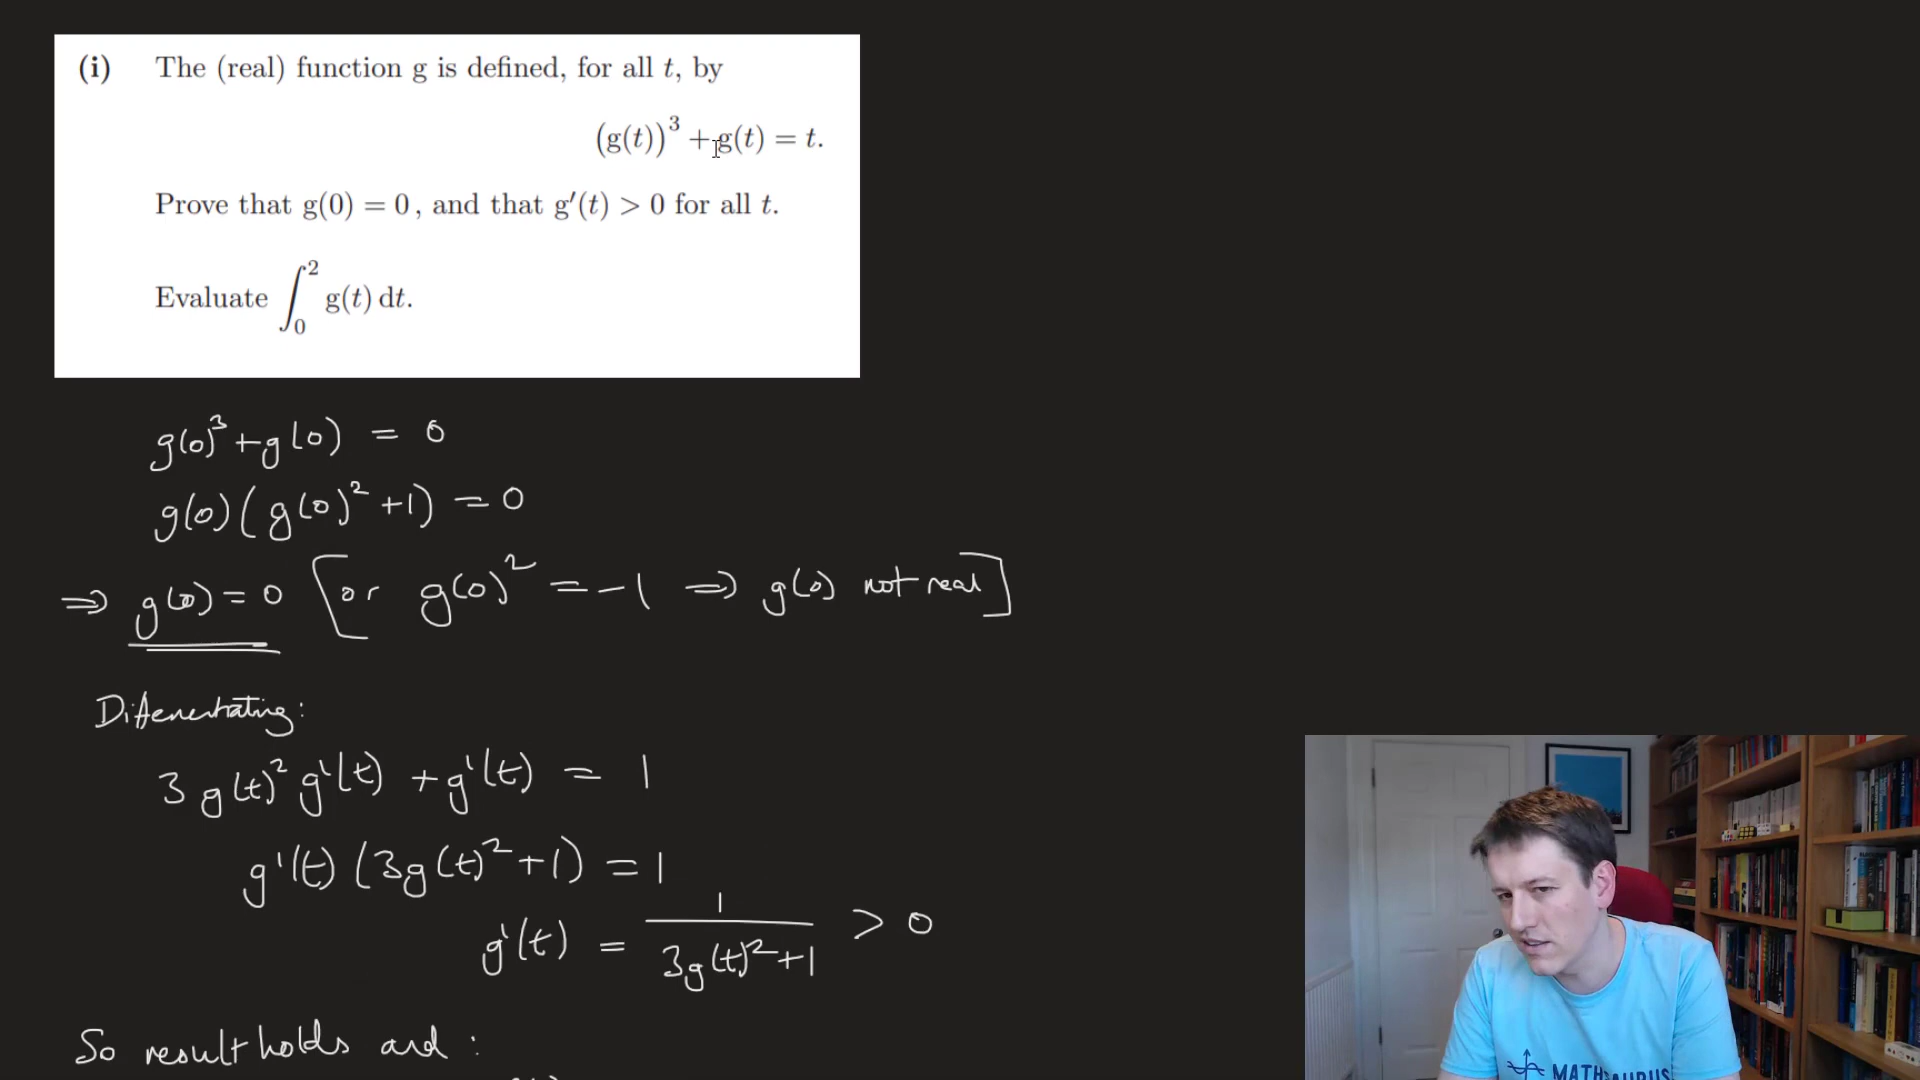 (i) The (real) function g is defined, for all t, by
(g(t))³ + g(t) = t.
Prove that g(0) = 0, and that g′(t) > 0 for all t.
Evaluate ∫₀² g(t) dt.
g(0)³ + g(0) = 0
g(0)(g(0)² + 1) = 0
⇒ g(0) = 0 [or g(0)² = -1 ⇒ g(0) not real]
Differentiating:
3g(t)² g'(t) + g'(t) = 1
g'(t)(3g(t)² + 1) = 1
g'(t) = 1/(3g(t)² + 1) > 0
So result holds and: